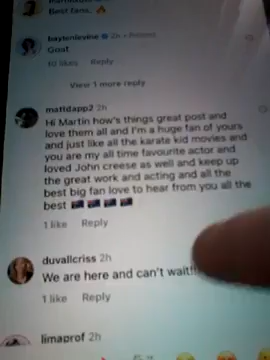 Best fans, 🔥
baylenlevine 2h
Goat
Reply
View 1 more reply
mattdapp2 2h
Hi Martin how's things great post and
love them all and I'm a huge fan of yours
and just like all the karate kid movies and
you are my all time favourite actor and
loved John creese as well and keep up
the great work and acting and all the
best big fan love to hear from you all the
best
1 like Reply
duvallcriss 2h
We are here and can't wait!!
1 like Reply
limaprof 2h